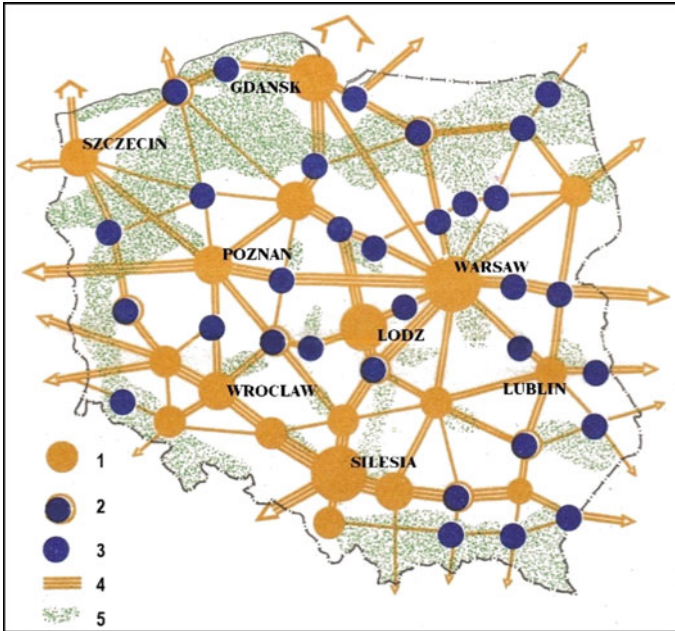 GDANSK
SZCZECIN
POZNAN
WARSAW
LODZ
WROCLAW
LUBLIN
SILESIA
1
2
3
4
5